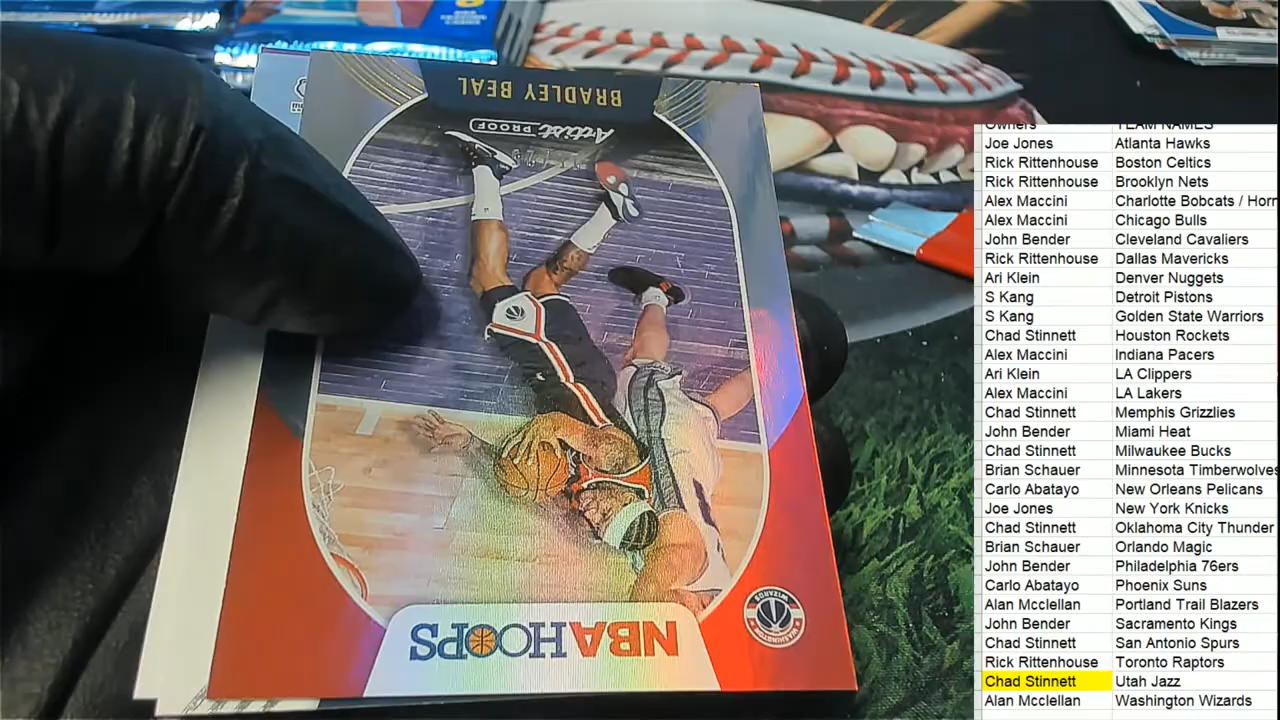 BRADLEY BEAL
Artist PROOF
NBA HOOPS
WASHINGTON
WIZARDS
Owners TEAM NAMES
Joe Jones Atlanta Hawks
Rick Rittenhouse Boston Celtics
Rick Rittenhouse Brooklyn Nets
Alex Maccini Charlotte Bobcats / Horr
Alex Maccini Chicago Bulls
John Bender Cleveland Cavaliers
Rick Rittenhouse Dallas Mavericks
Ari Klein Denver Nuggets
S Kang Detroit Pistons
S Kang Golden State Warriors
Chad Stinnett Houston Rockets
Alex Maccini Indiana Pacers
Ari Klein LA Clippers
Alex Maccini LA Lakers
Chad Stinnett Memphis Grizzlies
John Bender Miami Heat
Chad Stinnett Milwaukee Bucks
Brian Schauer Minnesota Timberwolves
Carlo Abatayo New Orleans Pelicans
Joe Jones New York Knicks
Chad Stinnett Oklahoma City Thunder
Brian Schauer Orlando Magic
John Bender Philadelphia 76ers
Carlo Abatayo Phoenix Suns
Alan Mcclellan Portland Trail Blazers
John Bender Sacramento Kings
Chad Stinnett San Antonio Spurs
Rick Rittenhouse Toronto Raptors
Chad Stinnett Utah Jazz
Alan Mcclellan Washington Wizards